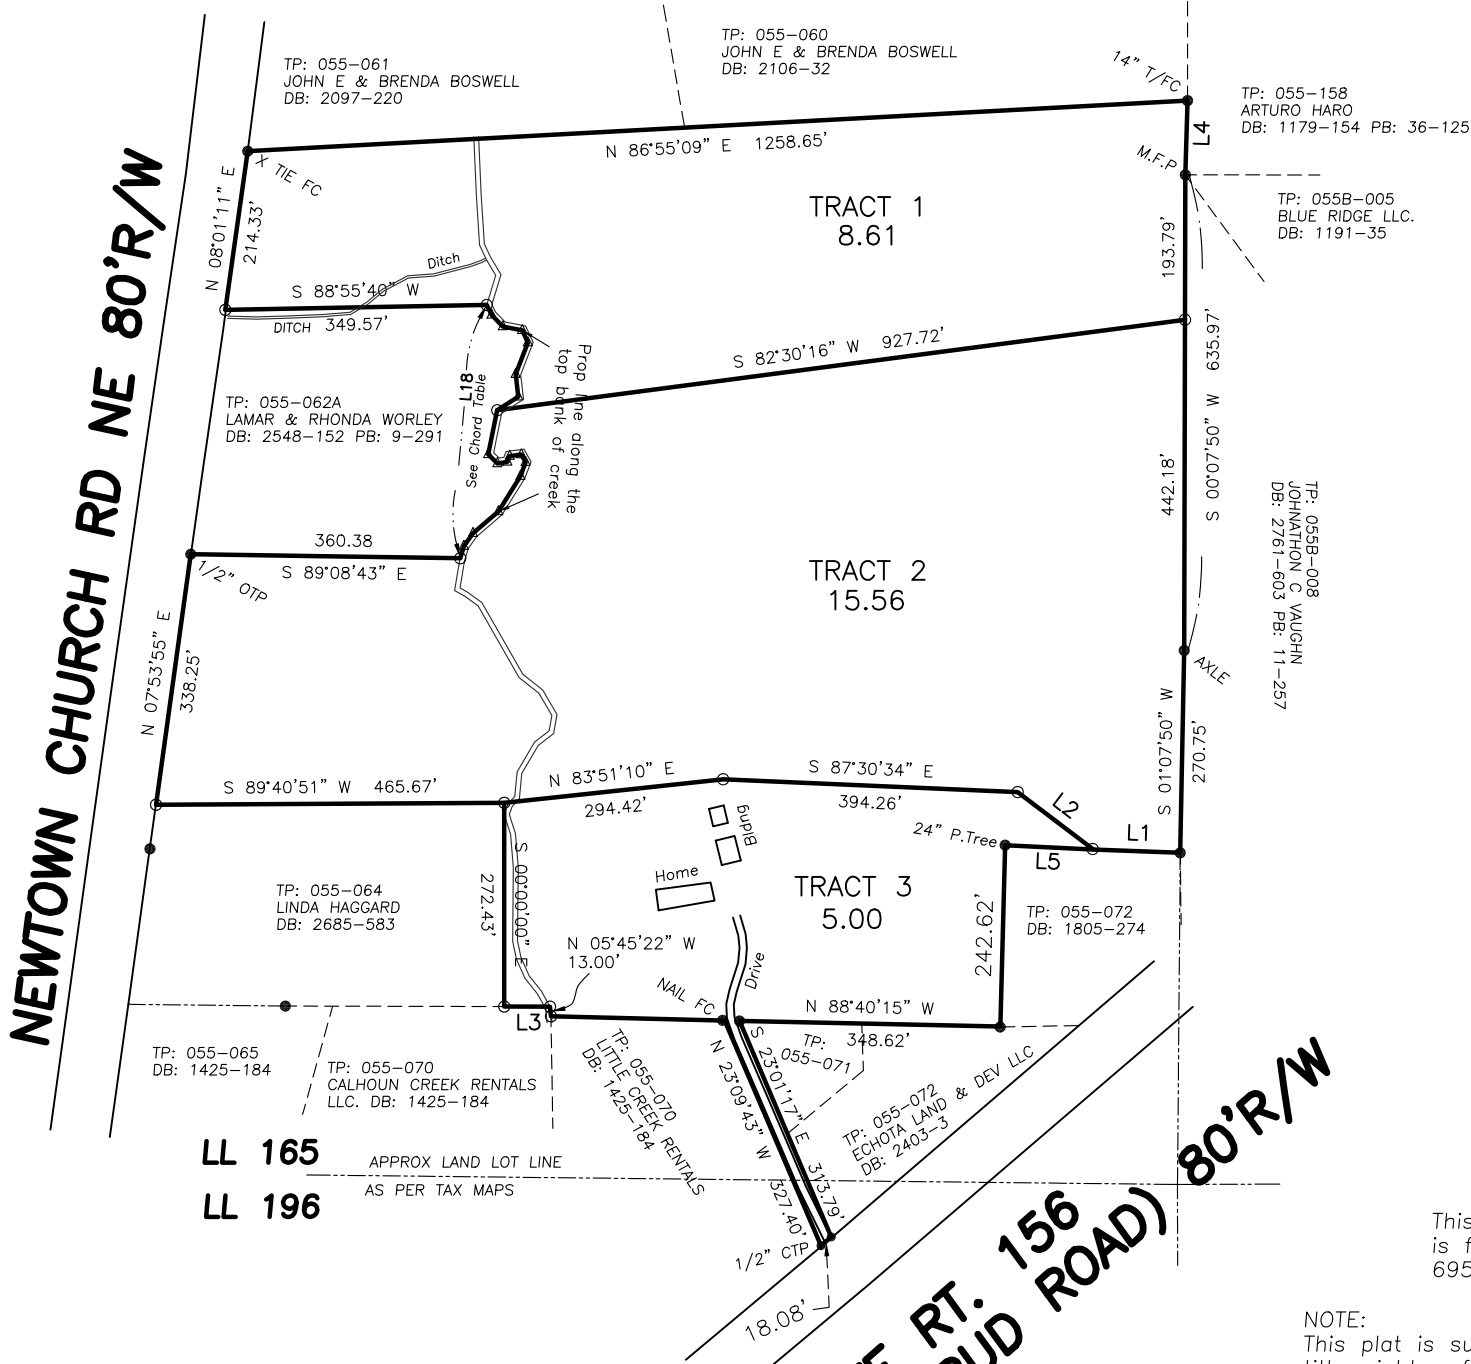 TP: 055-061
JOHN E & BRENDA BOSWELL
DB: 2097-220
TP: 055-060
JOHN E & BRENDA BOSWELL
DB: 2106-32
14" T/FC
TP: 055-158
ARTURO HARO
DB: 1179-154 PB: 36-125
L4
M.F.P
TP: 055B-005
BLUE RIDGE LLC.
DB: 1191-35
N 86°55'09" E 1258.65'
X TIE FC
N 08°01'11" E
214.33'
TRACT 1
8.61
193.79'
Ditch
S 88°55'40" W
349.57'
DITCH
S 82°30'16" W 927.72'
635.97'
S 00°07'50" W
442.18'
L18
See Chord Table
Prop line along the
top bank of creek
TP: 055-062A
LAMAR & RHONDA WORLEY
DB: 2548-152 PB: 9-291
NEWTOWN CHURCH RD NE 80'R/W
TP: 055B-008
JOHNATHON C VAUGHN
DB: 2761-603 PB: 11-257
360.38
S 89°08'43" E
1/2" OTP
TRACT 2
15.56
N 07°53'55" E
338.25'
AXLE
S 01°07'50" W
270.75'
S 89°40'51" W 465.67'
N 83°51'10" E
294.42'
S 87°30'34" E
394.26'
L2
L1
L5
24" P.Tree
Bldng
Home
TRACT 3
5.00
S 00°00'00" E
272.43'
TP: 055-064
LINDA HAGGARD
DB: 2685-583
TP: 055-072
DB: 1805-274
242.62'
N 05°45'22" W
13.00'
Drive
NAIL FC
N 88°40'15" W
348.62'
L3
TP:
055-071
TP: 055-065
DB: 1425-184
TP: 055-070
CALHOUN CREEK RENTALS
LLC. DB: 1425-184
TP: 055-070
LITTLE CREEK RENTALS
DB: 1425-184
S 23°01'17" E 313.79'
N 23°09'43" W 327.40'
TP: 055-072
ECHOTA LAND & DEV LLC
DB: 2403-3
LL 165
APPROX LAND LOT LINE
AS PER TAX MAPS
LL 196
1/2" CTP
18.08'
RT. 156
ROAD) 80'R/W
This
is f
695
NOTE:
This plat is su